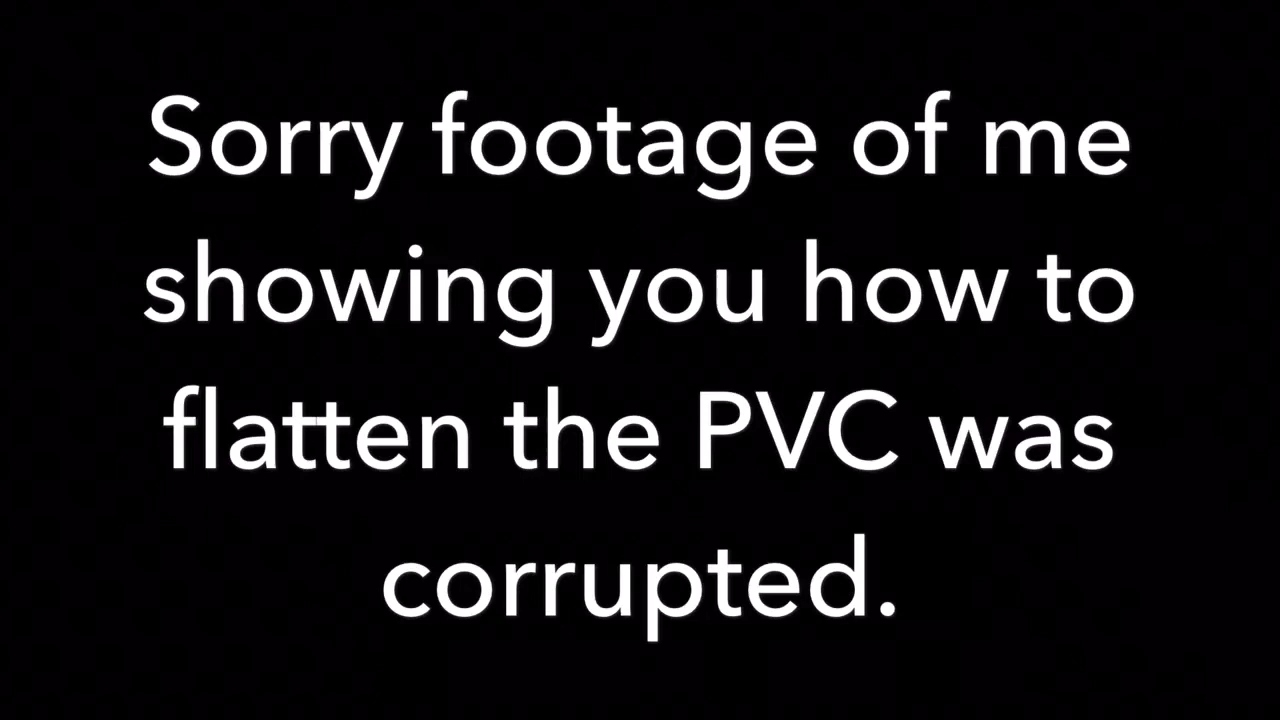 Sorry footage of me
showing you how to
flatten the PVC was
corrupted.